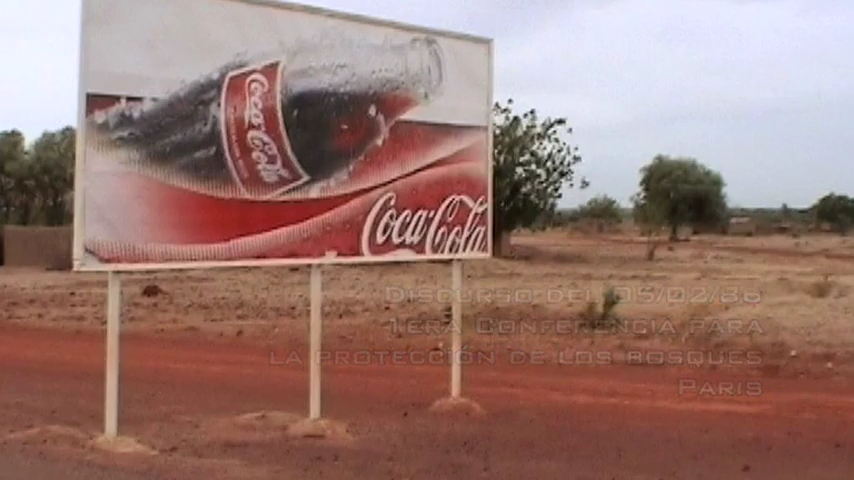 Coca-Cola
Coca-Cola
Discurso del 05/02/86
1era Conferencia para
la protección de los bosques
Paris